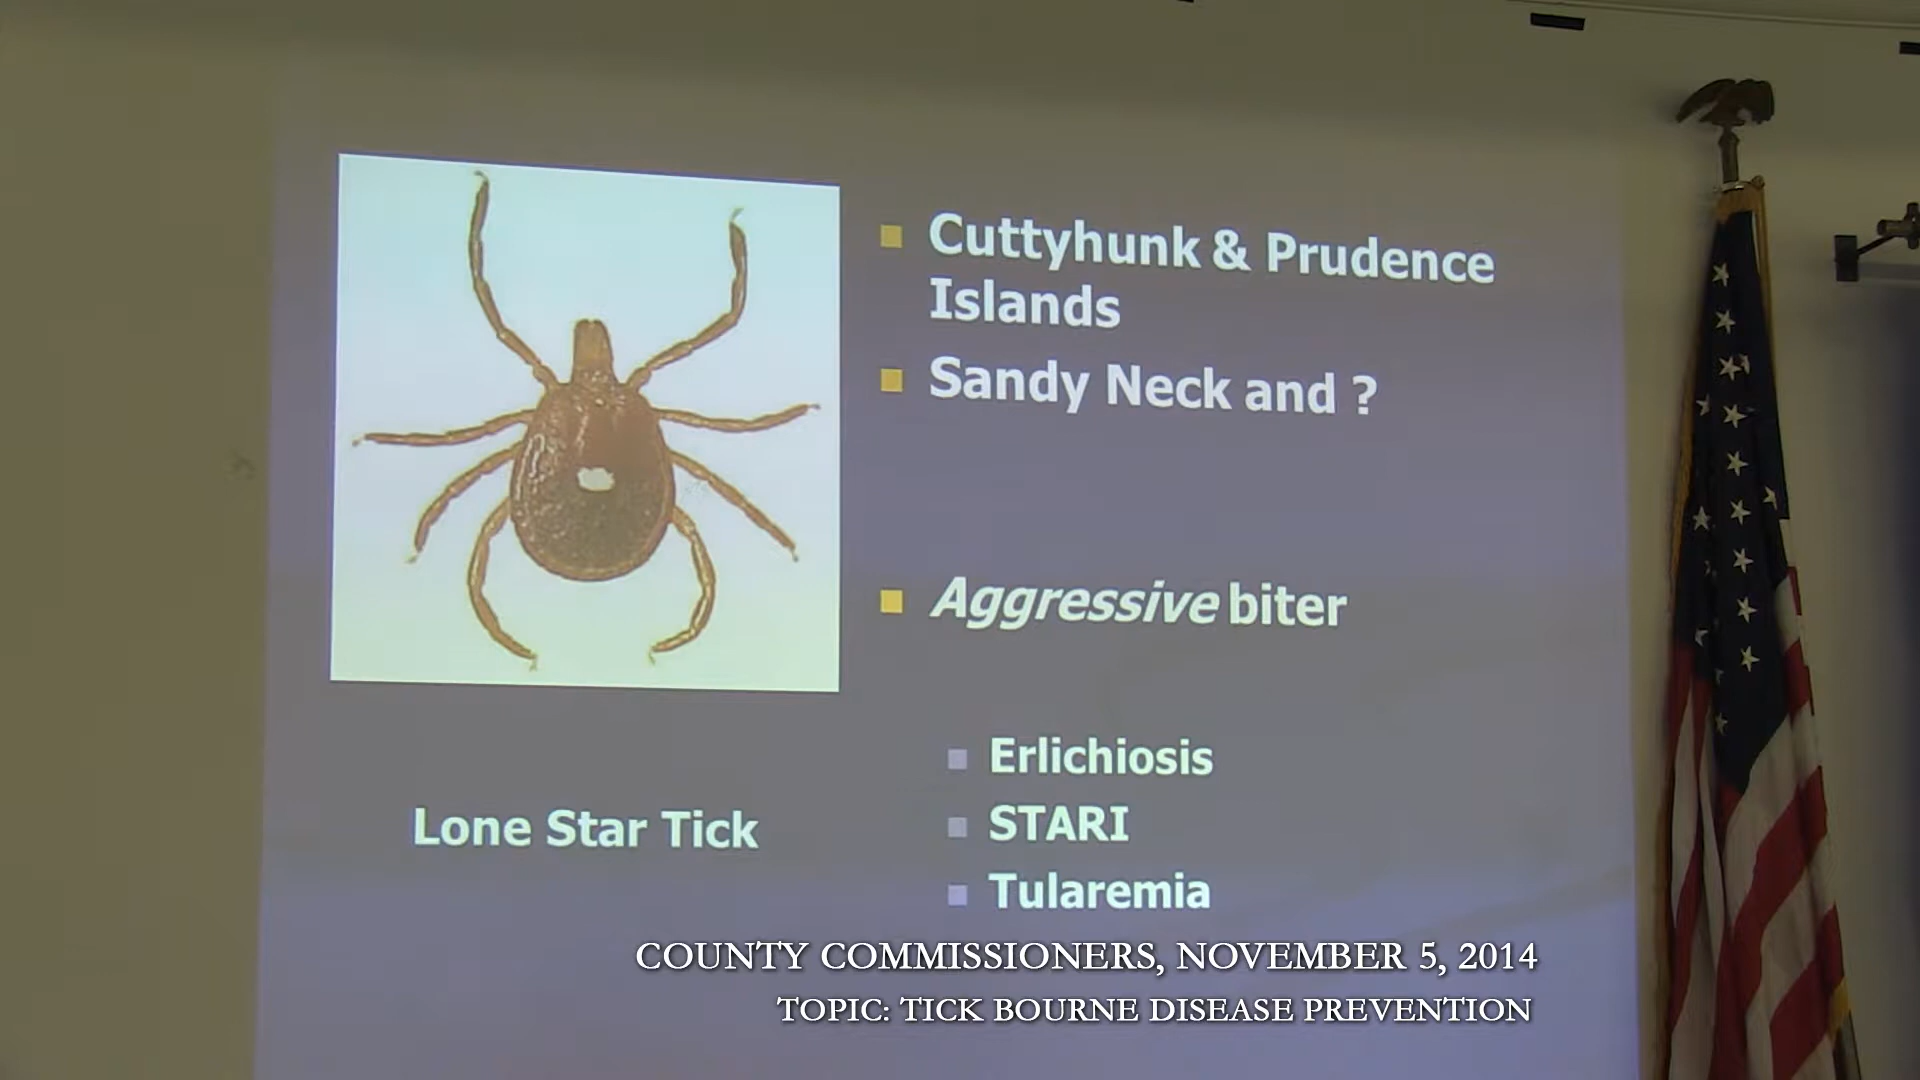 Cuttyhunk & Prudence
Islands
Sandy Neck and ?
Aggressive biter
Erlichiosis
STARI
Tularemia
Lone Star Tick
COUNTY COMMISSIONERS, NOVEMBER 5, 2014
TOPIC: TICK BOURNE DISEASE PREVENTION